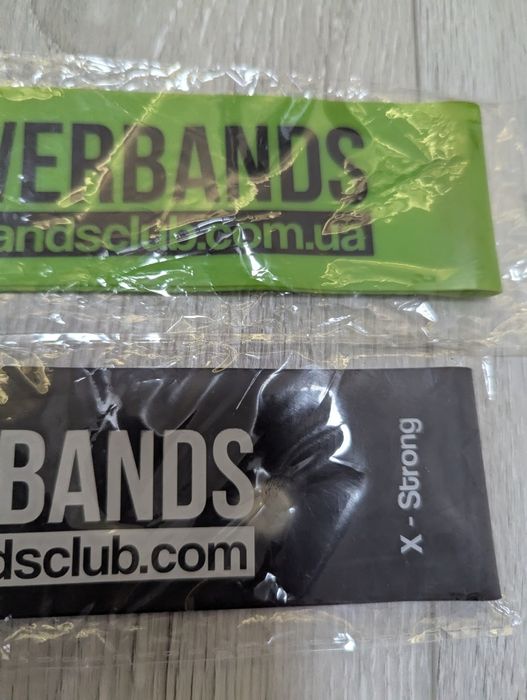 VERBANDS
andsclub.com.ua
BANDS
dsclub.com
X - Strong